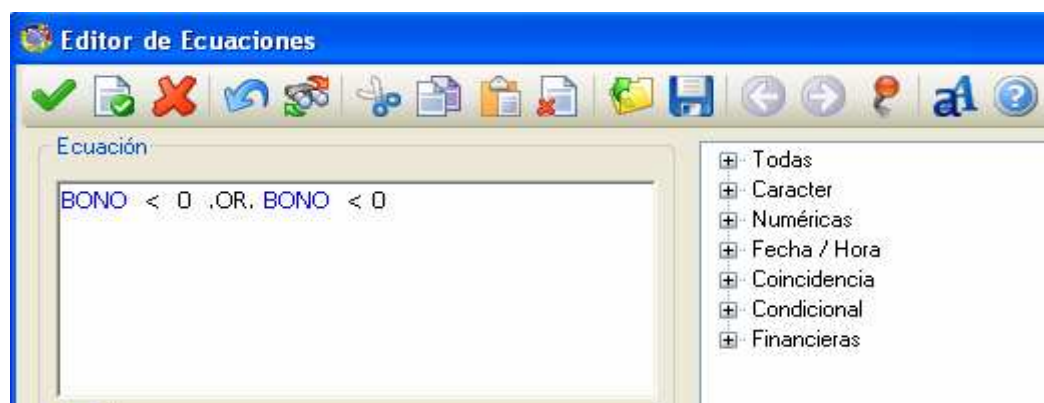 Editor de Ecuaciones
Ecuación
BONO < 0 .OR. BONO < 0
Todas
Caracter
Numéricas
Fecha / Hora
Coincidencia
Condicional
Financieras